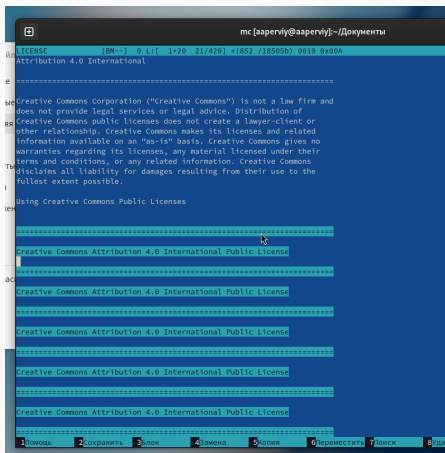 mc [aaperviy@aaperviy]:~/Документы
LICENSE [BM--] 0 L:[ 1+20 21/420] *(852 /18505b) 0010 0x00A
Attribution 4.0 International
=======================================================================
Creative Commons Corporation ("Creative Commons") is not a law firm and
does not provide legal services or legal advice. Distribution of
Creative Commons public licenses does not create a lawyer-client or
other relationship. Creative Commons makes its licenses and related
information available on an "as-is" basis. Creative Commons gives no
warranties regarding its licenses, any material licensed under their
terms and conditions, or any related information. Creative Commons
disclaims all liability for damages resulting from their use to the
fullest extent possible.
Using Creative Commons Public Licenses
=======================================================================
Creative Commons Attribution 4.0 International Public License
=======================================================================
Creative Commons Attribution 4.0 International Public License
=======================================================================
Creative Commons Attribution 4.0 International Public License
=======================================================================
Creative Commons Attribution 4.0 International Public License
=======================================================================
Creative Commons Attribution 4.0 International Public License
=======================================================================
1Помощь 2Сохранить 3Блок 4Замена 5Копия 6Переместить 7Поиск 8Уда